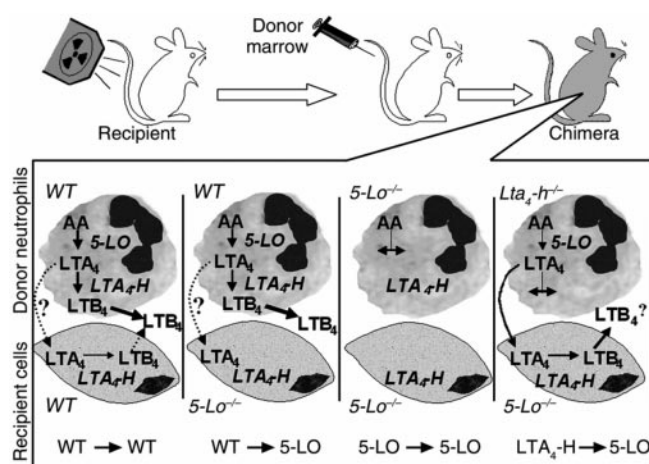 Donor
marrow
Recipient
Chimera
Donor neutrophils
Recipient cells
WT
AA
5-LO
LTA₄
LTA₄-H
LTB₄
LTB₄
?
LTA₄ LTB₄
LTA₄-H
WT
WT → WT
WT
AA
5-LO
LTA₄
LTA₄-H
LTB₄
LTB₄
?
LTA₄
LTA₄-H
5-Lo⁻/⁻
WT → 5-LO
5-Lo⁻/⁻
AA
LTA₄-H
LTA₄-H
5-Lo⁻/⁻
5-LO → 5-LO
Lta₄-h⁻/⁻
AA
5-LO
LTA₄
LTB₄?
LTA₄ → LTB₄
LTA₄-H
5-Lo⁻/⁻
LTA₄-H → 5-LO